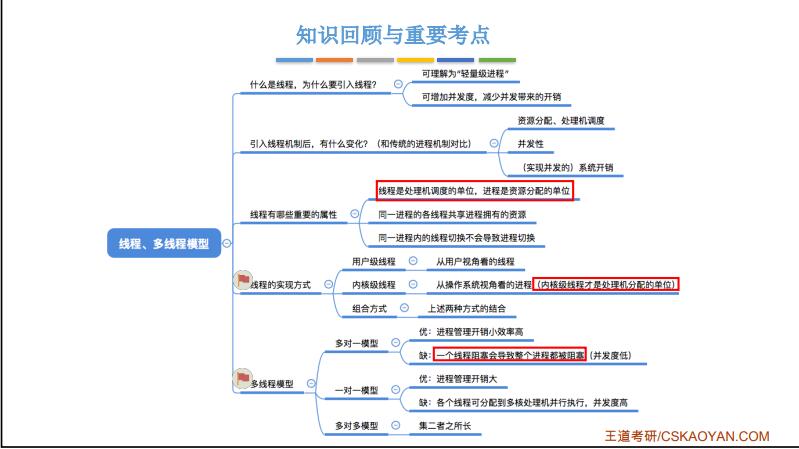 知识回顾与重要考点
什么是线程，为什么要引入线程？
可理解为“轻量级进程”
可增加并发度，减少并发带来的开销
引入线程机制后，有什么变化？（和传统的进程机制对比）
资源分配、处理机调度
并发性
（实现并发的）系统开销
线程、多线程模型
线程有哪些重要的属性
线程是处理机调度的单位，进程是资源分配的单位
同一进程的各线程共享进程拥有的资源
同一进程内的线程切换不会导致进程切换
线程的实现方式
用户级线程
从用户视角看的线程
内核级线程
从操作系统视角看的进程（内核级线程才是处理机分配的单位）
组合方式
上述两种方式的结合
多线程模型
多对一模型
优：进程管理开销小效率高
缺：一个线程阻塞会导致整个进程都被阻塞（并发度低）
一对一模型
优：进程管理开销大
缺：各个线程可分配到多核处理机并行执行，并发度高
多对多模型
集二者之所长
王道考研/CSKAOYAN.COM